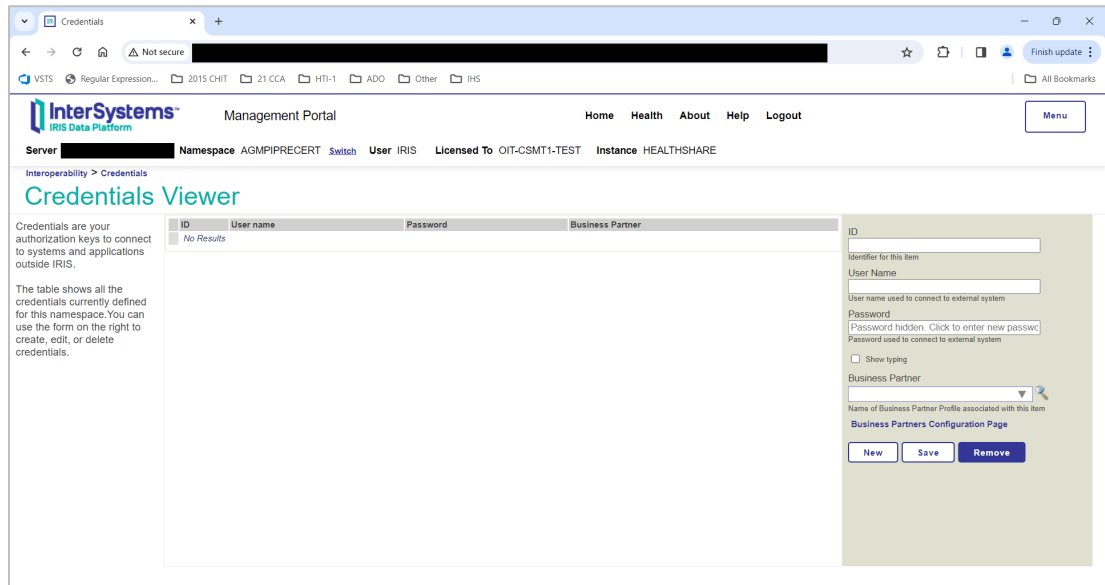 Credentials
Not secure
Finish update
VSTS
Regular Expression...
2015 CHIT
21 CCA
HTI-1
ADO
Other
IHS
All Bookmarks
InterSystems™
IRIS Data Platform
Management Portal
Home
Health
About
Help
Logout
Menu
Server
Namespace AGMPIPRECERT Switch User IRIS Licensed To OIT-CSMT1-TEST Instance HEALTHSHARE
Interoperability > Credentials
Credentials Viewer
Credentials are your
authorization keys to connect
to systems and applications
outside IRIS.
The table shows all the
credentials currently defined
for this namespace.You can
use the form on the right to
create, edit, or delete
credentials.
ID
User name
Password
Business Partner
No Results
ID
Identifier for this item
User Name
User name used to connect to external system
Password
Password hidden. Click to enter new passwc
Password used to connect to external system
Show typing
Business Partner
Name of Business Partner Profile associated with this item
Business Partners Configuration Page
New
Save
Remove